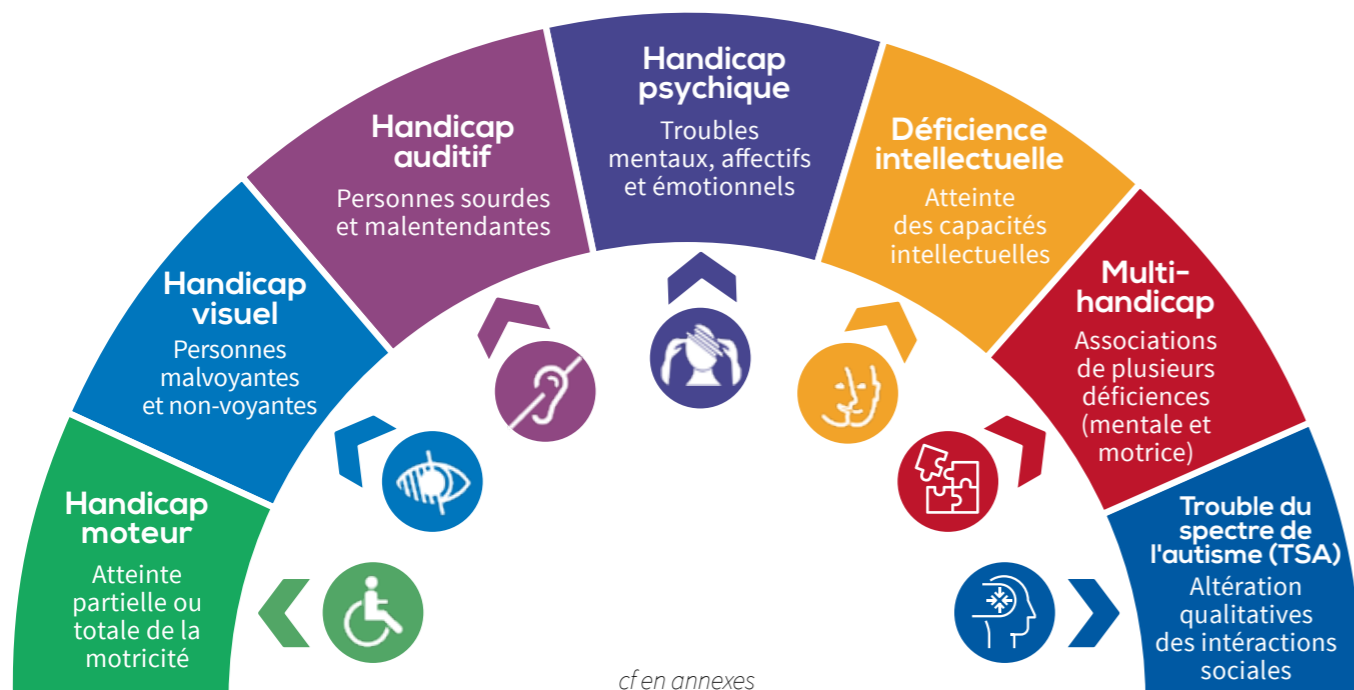 Handicap
moteur
Atteinte
partielle ou
totale de la
motricité
Handicap
visuel
Personnes
malvoyantes
et non-voyantes
Handicap
auditif
Personnes sourdes
et malentendantes
Handicap
psychique
Troubles
mentaux, affectifs
et émotionnels
Déficience
intellectuelle
Atteinte
des capacités
intellectuelles
Multi-
handicap
Associations
de plusieurs
déficiences
(mentale et
motrice)
Trouble du
spectre de
l'autisme (TSA)
Altération
qualitatives
des intéractions
sociales
cf en annexes